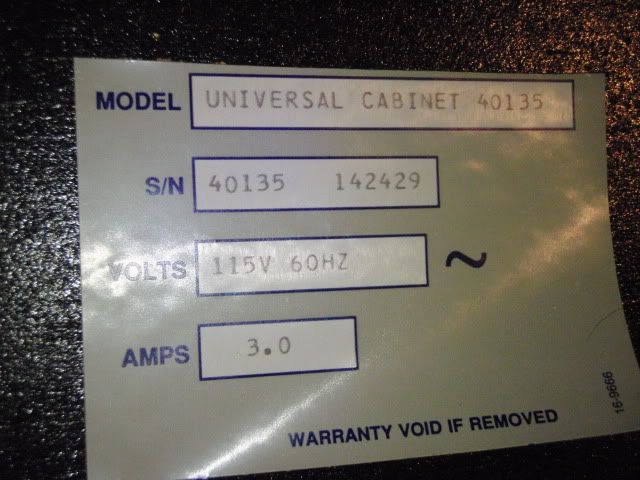 MODEL UNIVERSAL CABINET 40135
S/N 40135 142429
VOLTS 115V 60HZ ~
AMPS 3.0
WARRANTY VOID IF REMOVED
16-9666